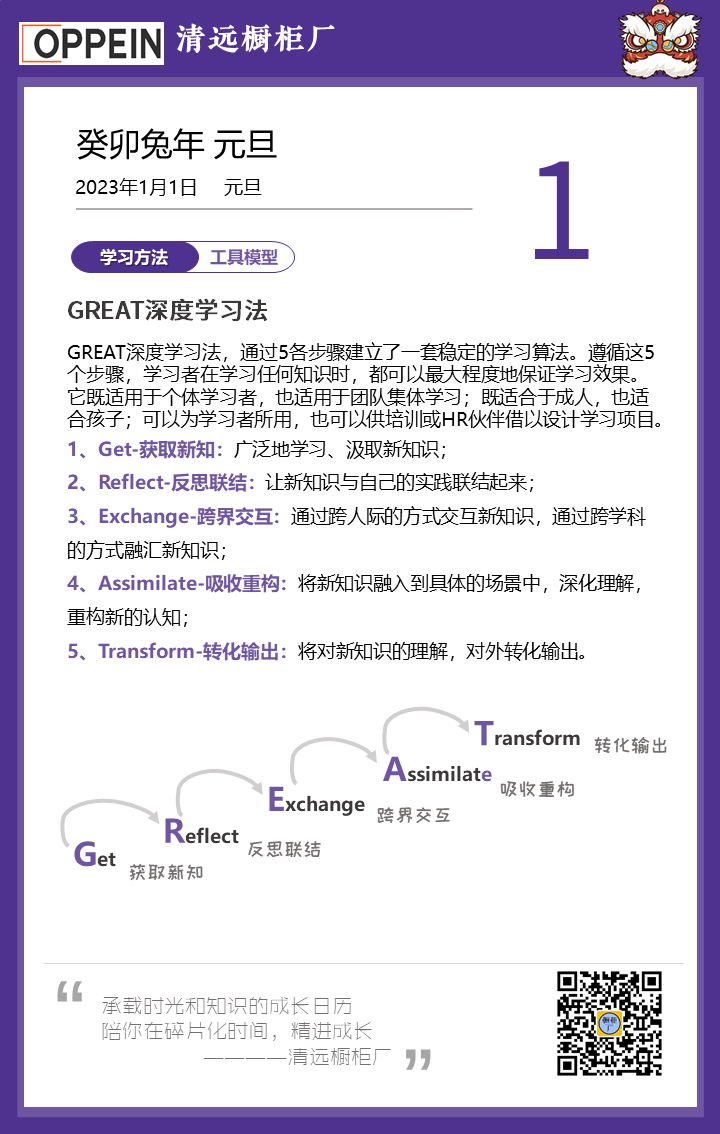 OPPEIN 清远橱柜厂
癸卯兔年 元旦
2023年1月1日 元旦
1
学习方法 工具模型
GREAT深度学习法
GREAT深度学习法，通过5各步骤建立了一套稳定的学习算法。遵循这5
个步骤，学习者在学习任何知识时，都可以最大程度地保证学习效果。
它既适用于个体学习者，也适用于团队集体学习；既适合于成人，也适
合孩子；可以为学习者所用，也可以供培训或HR伙伴借以设计学习项目。
1、Get-获取新知：广泛地学习、汲取新知识；
2、Reflect-反思联结：让新知识与自己的实践联结起来；
3、Exchange-跨界交互：通过跨人际的方式交互新知识，通过跨学科
的方式融汇新知识；
4、Assimilate-吸收重构：将新知识融入到具体的场景中，深化理解，
重构新的认知；
5、Transform-转化输出：将对新知识的理解，对外转化输出。
Transform 转化输出
Assimilate 吸收重构
Exchange 跨界交互
Reflect 反思联结
Get 获取新知
“ 承载时光和知识的成长日历
陪你在碎片化时间，精进成长
————清远橱柜厂 ”